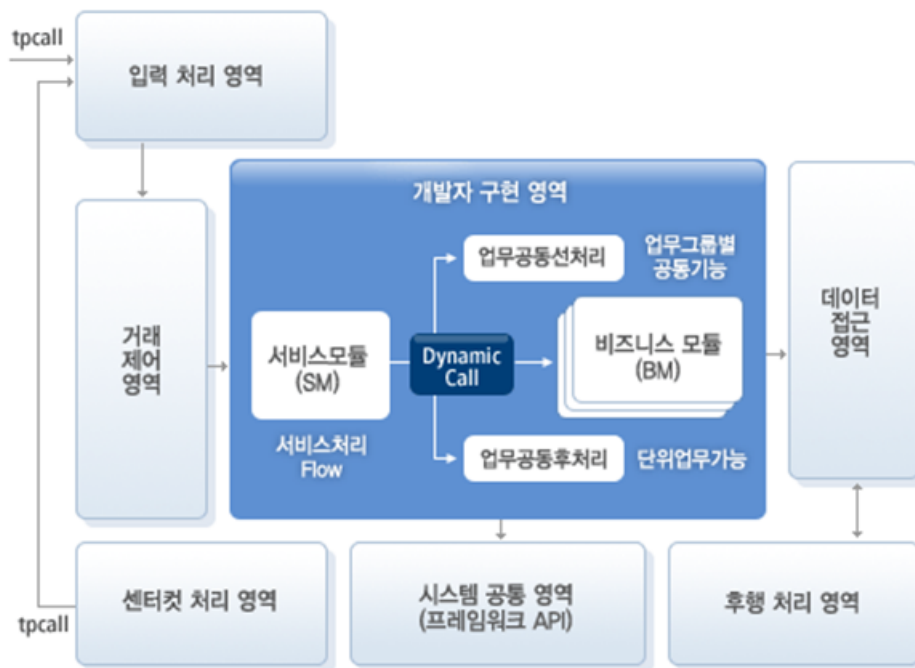 tpcall
입력 처리 영역
개발자 구현 영역
업무공동선처리
업무그룹별
공통기능
거래
제어
영역
서비스모듈
(SM)
Dynamic
Call
비즈니스 모듈
(BM)
데이터
접근
영역
서비스처리
Flow
업무공동후처리
단위업무가능
센터컷 처리 영역
시스템 공통 영역
(프레임워크 API)
후행 처리 영역
tpcall